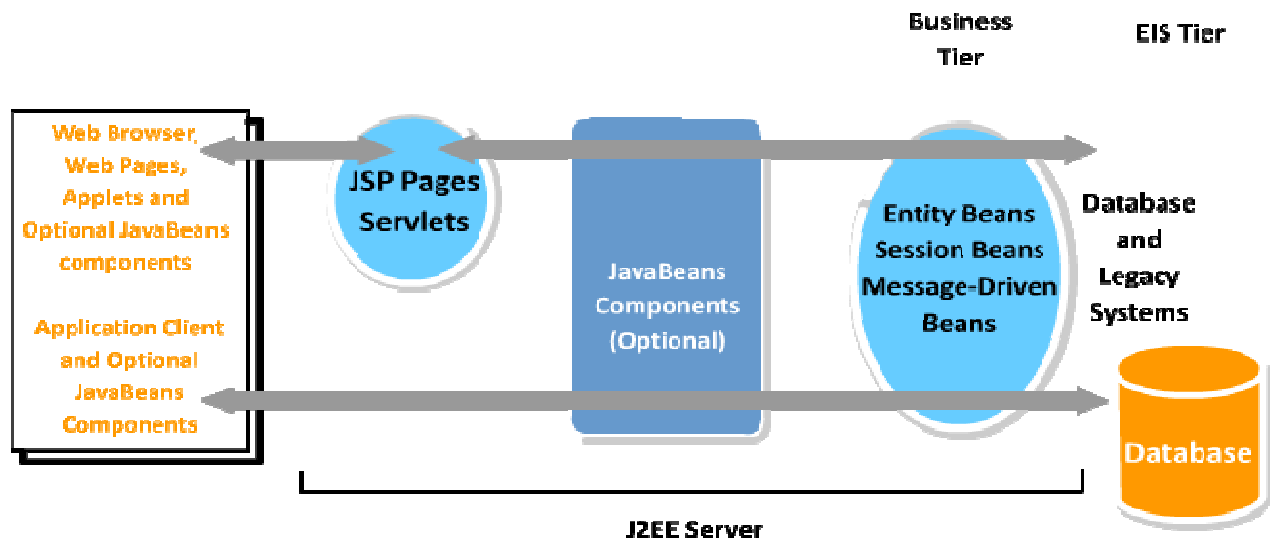 Business
Tier
EIS Tier
Web Browser,
Web Pages,
Applets and
Optional JavaBeans
components
Application Client
and Optional
JavaBeans
Components
JSP Pages
Servlets
JavaBeans
Components
(Optional)
Entity Beans
Session Beans
Message-Driven
Beans
Database
and
Legacy
Systems
Database
J2EE Server